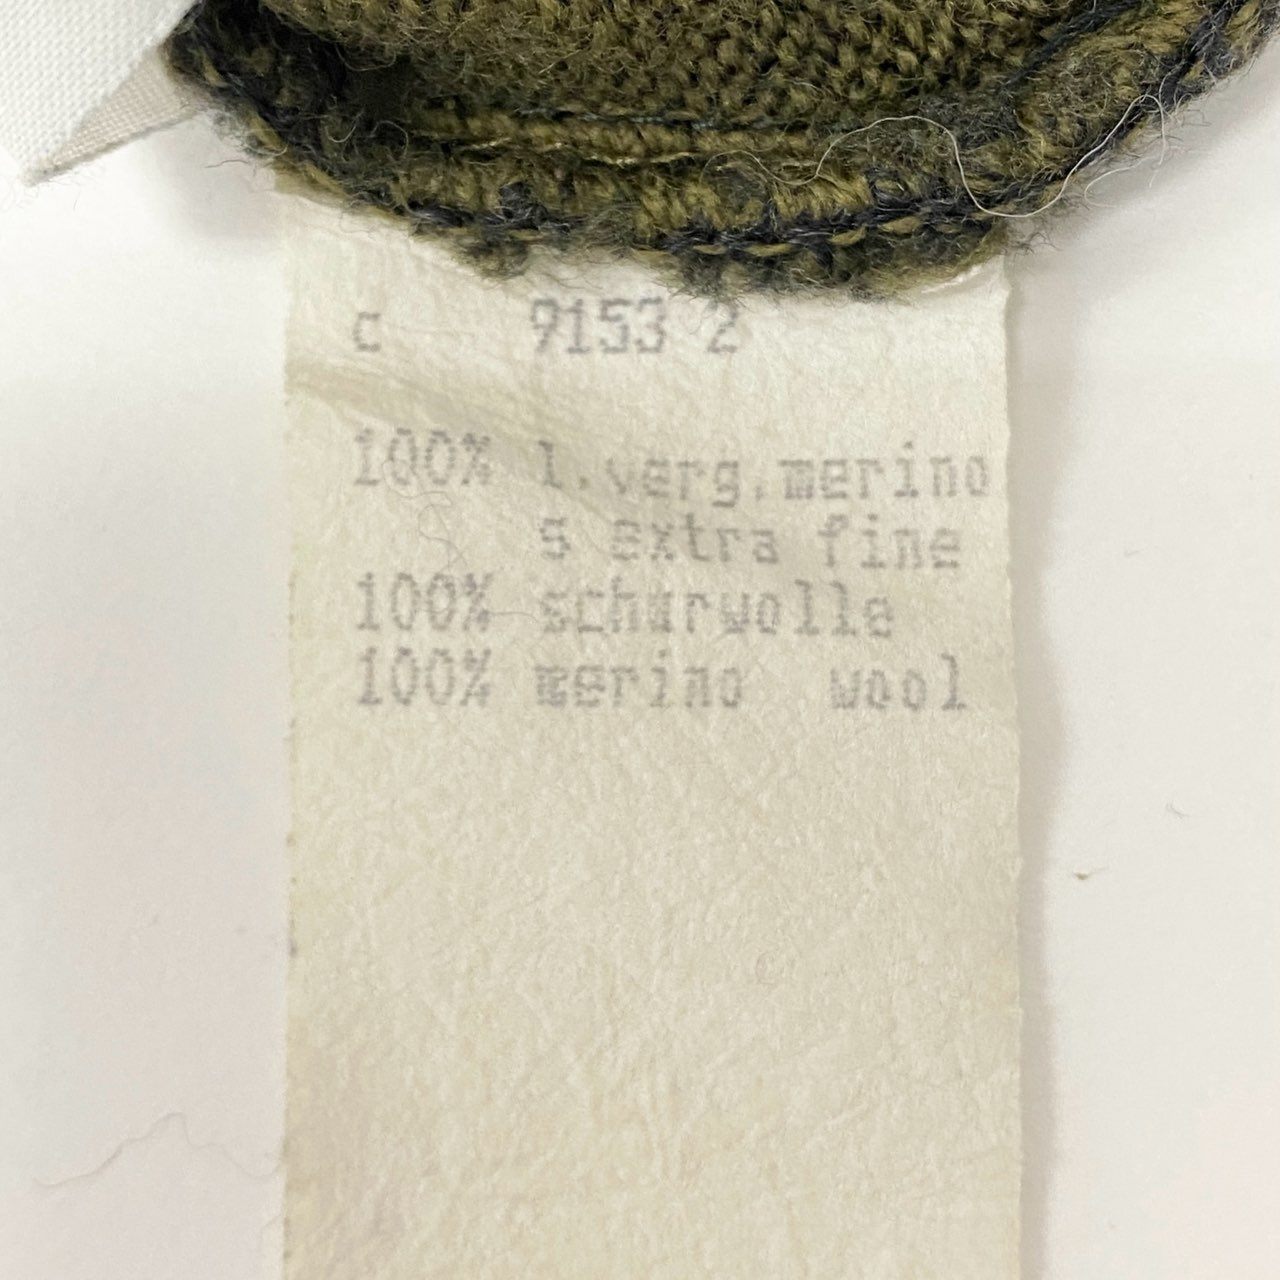 c 9153 2
100% l.verg.merino
s extra fine
100% schurwolle
100% merino wool